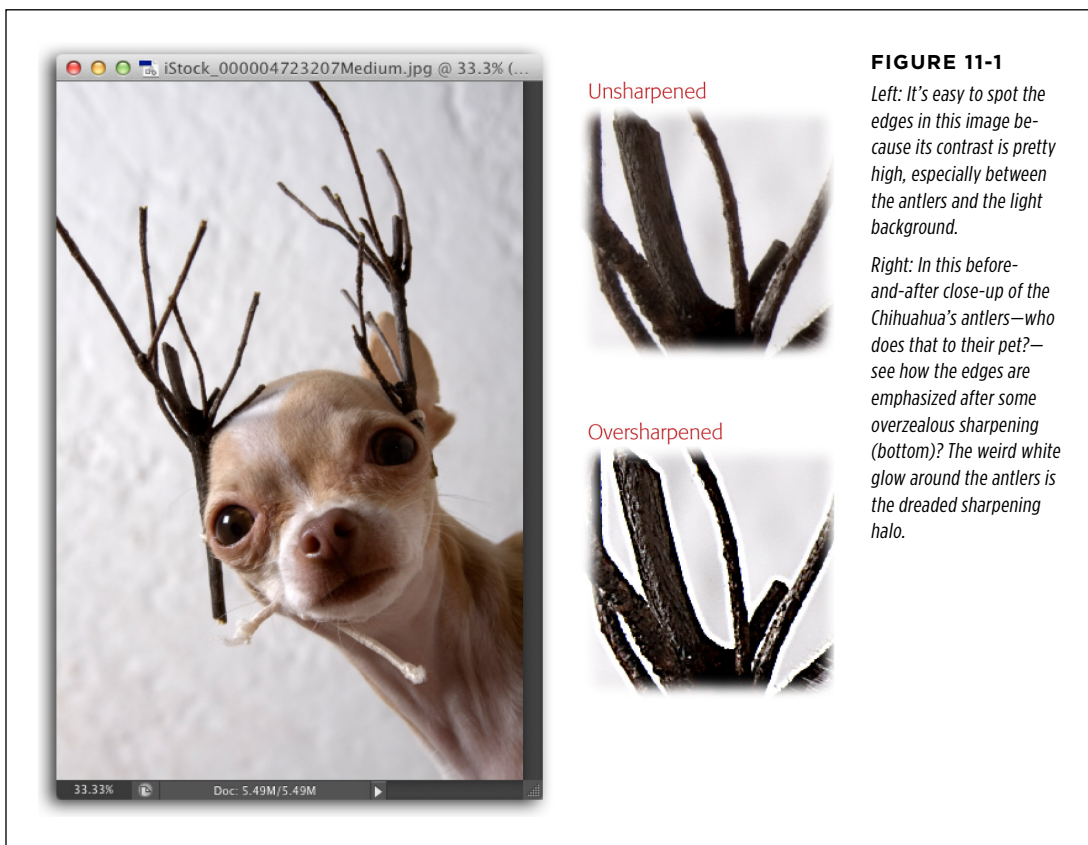 iStock_000004723207Medium.jpg @ 33.3% (...
33.33%
Doc: 5.49M/5.49M
Unsharpened
Oversharpened
FIGURE 11-1
Left: It’s easy to spot the
edges in this image be-
cause its contrast is pretty
high, especially between
the antlers and the light
background.
Right: In this before-
and-after close-up of the
Chihuahua’s antlers—who
does that to their pet?—
see how the edges are
emphasized after some
overzealous sharpening
(bottom)? The weird white
glow around the antlers is
the dreaded sharpening
halo.